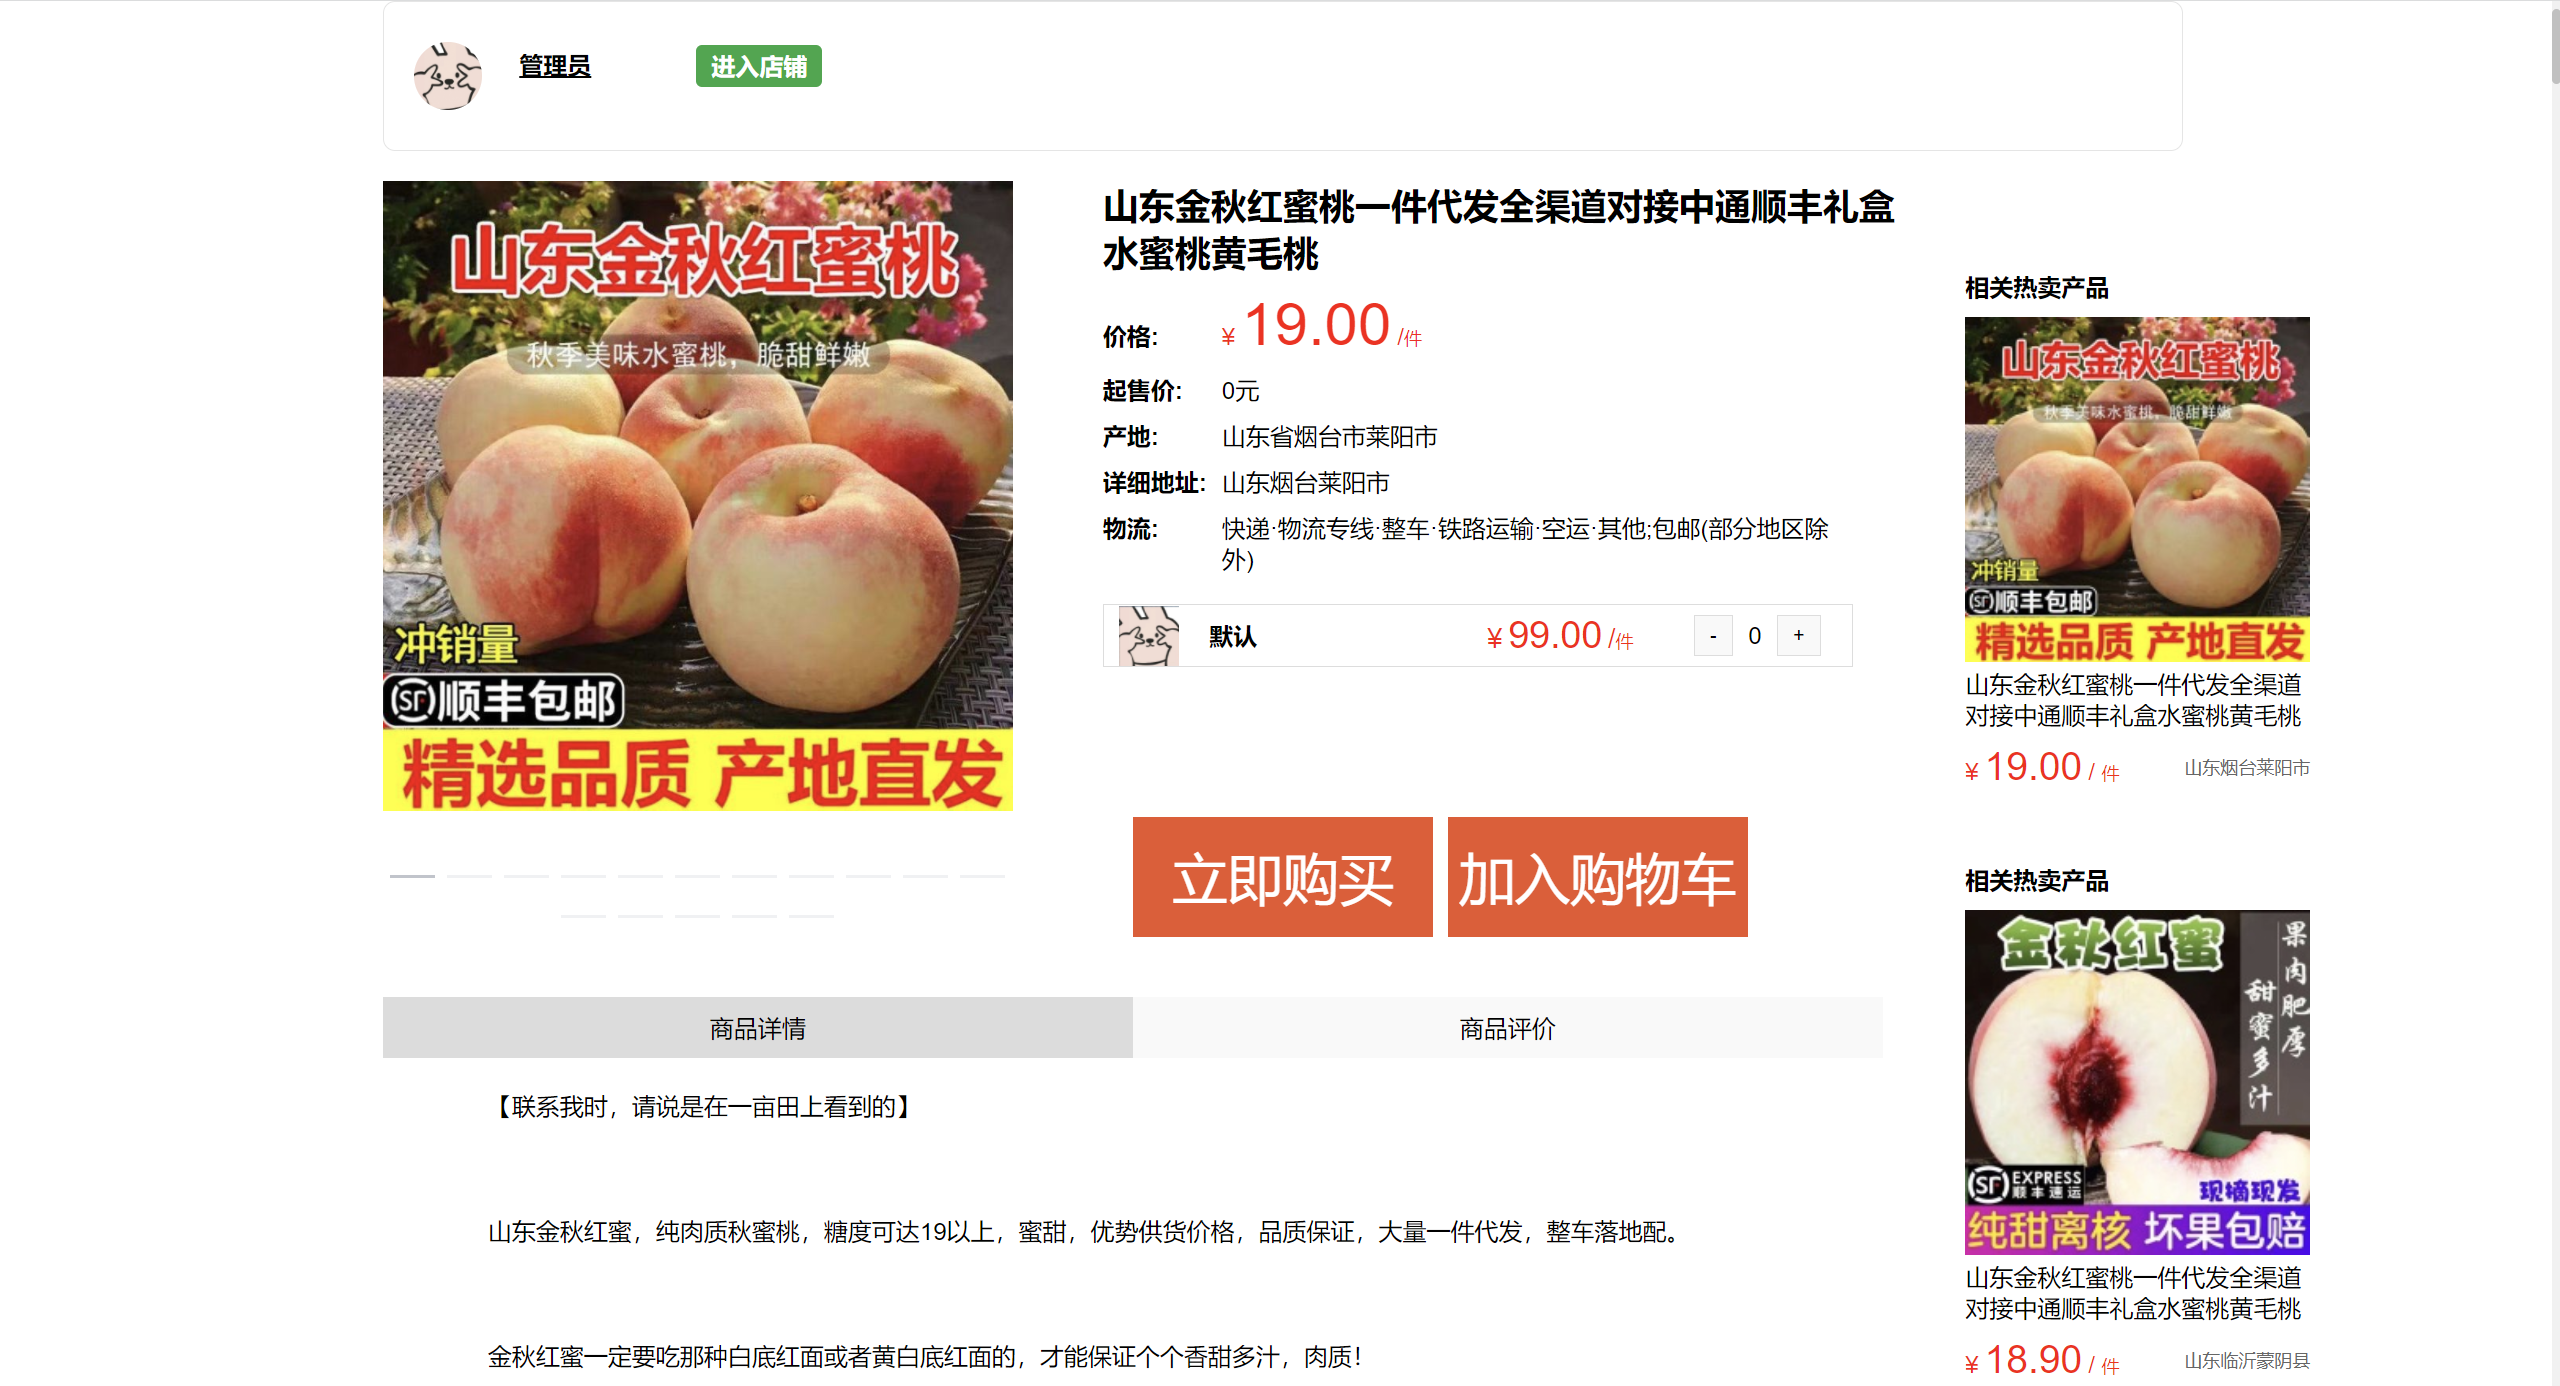 管理员
进入店铺
山东金秋红蜜桃
秋季美味水蜜桃，脆甜鲜嫩
冲销量
SF顺丰包邮
精选品质 产地直发
山东金秋红蜜桃一件代发全渠道对接中通顺丰礼盒
水蜜桃黄毛桃
价格: ¥ 19.00 /件
起售价: 0元
产地: 山东省烟台市莱阳市
详细地址: 山东烟台莱阳市
物流: 快递·物流专线·整车·铁路运输·空运·其他;包邮(部分地区除
外)
默认 ¥ 99.00 /件 - 0 +
立即购买 加入购物车
相关热卖产品
山东金秋红蜜桃
秋季美味水蜜桃，脆甜鲜嫩
冲销量
SF顺丰包邮
精选品质 产地直发
山东金秋红蜜桃一件代发全渠道
对接中通顺丰礼盒水蜜桃黄毛桃
¥ 19.00 / 件 山东烟台莱阳市
相关热卖产品
金秋红蜜
果肉肥厚
甜蜜多汁
SF EXPRESS
顺丰速运
现摘现发
纯甜离核 坏果包赔
山东金秋红蜜桃一件代发全渠道
对接中通顺丰礼盒水蜜桃黄毛桃
¥ 18.90 / 件 山东临沂蒙阴县
商品详情 商品评价
【联系我时，请说是在一亩田上看到的】
山东金秋红蜜，纯肉质秋蜜桃，糖度可达19以上，蜜甜，优势供货价格，品质保证，大量一件代发，整车落地配。
金秋红蜜一定要吃那种白底红面或者黄白底红面的，才能保证个个香甜多汁，肉质！